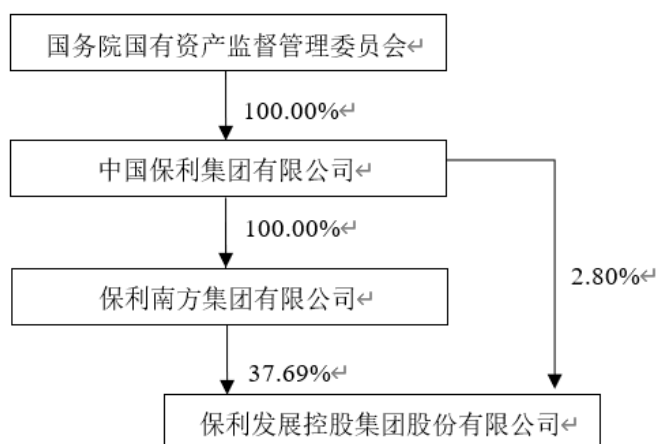 国务院国有资产监督管理委员会↵
100.00%↵
中国保利集团有限公司↵
100.00%↵
2.80%↵
保利南方集团有限公司↵
37.69%↵
保利发展控股集团股份有限公司↵